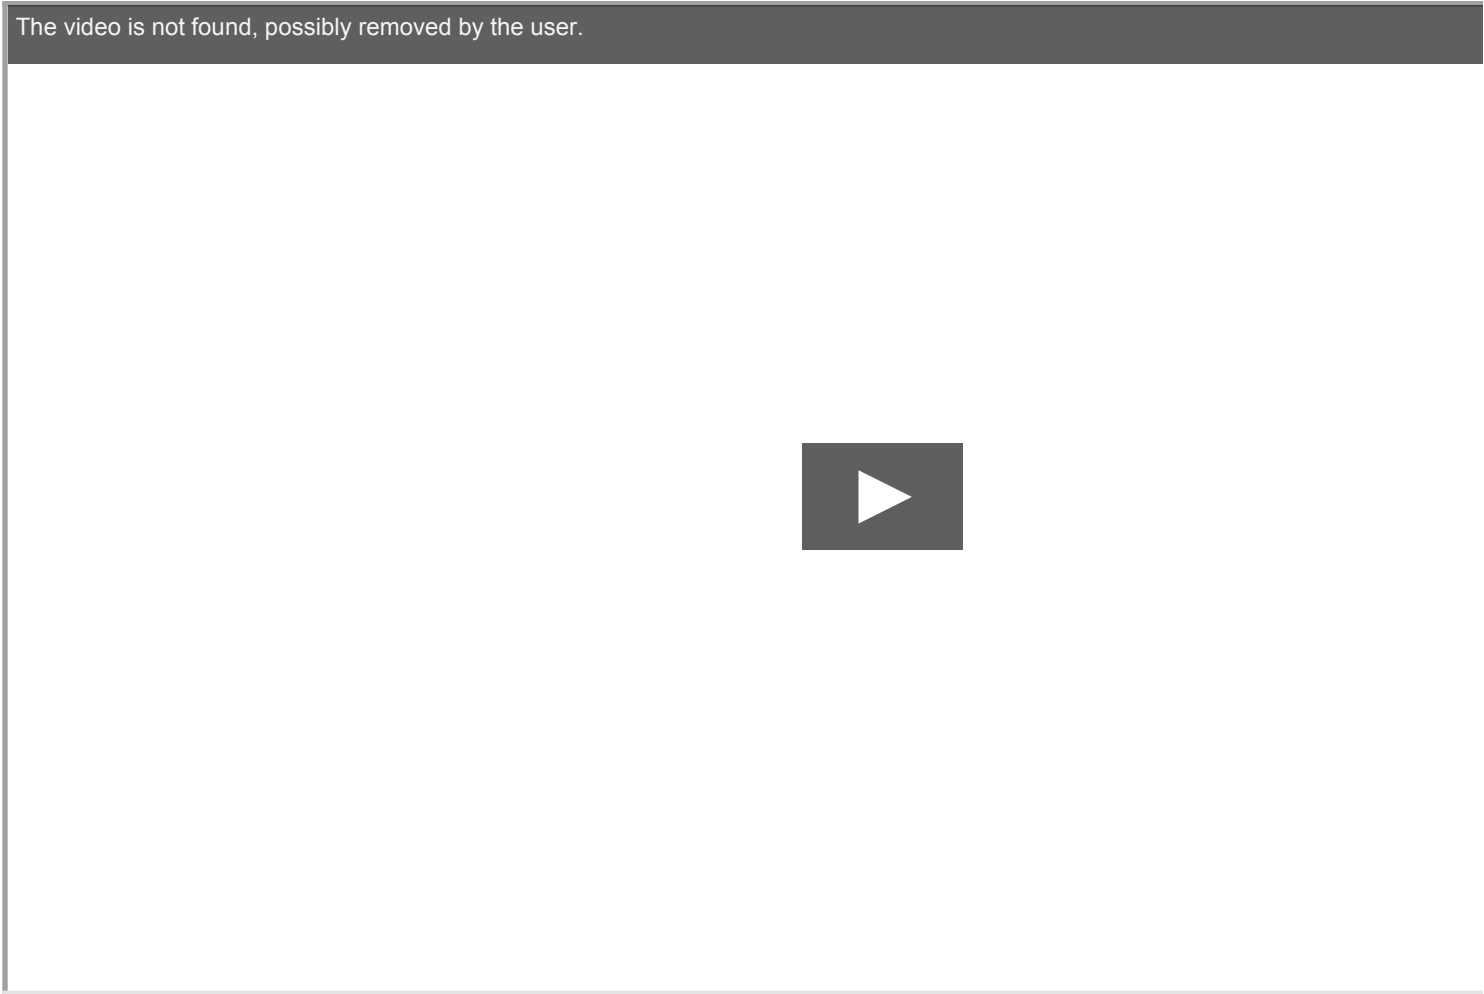 The video is not found, possibly removed by the user.